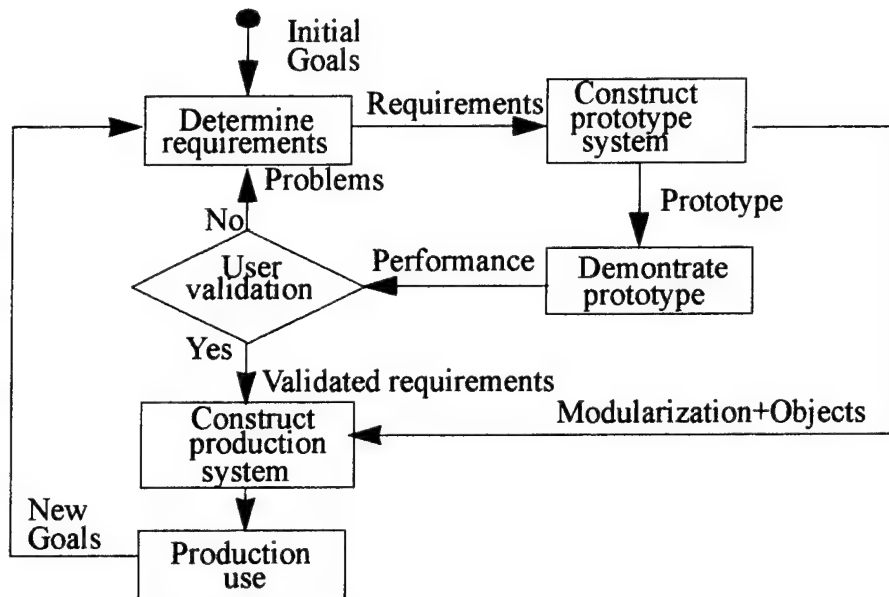 Initial
Goals
Determine
requirements
Requirements
Construct
prototype
system
Problems
No
Prototype
User
validation
Performance
Demontrate
prototype
Yes
Validated requirements
Construct
production
system
Modularization+Objects
New
Goals
Production
use